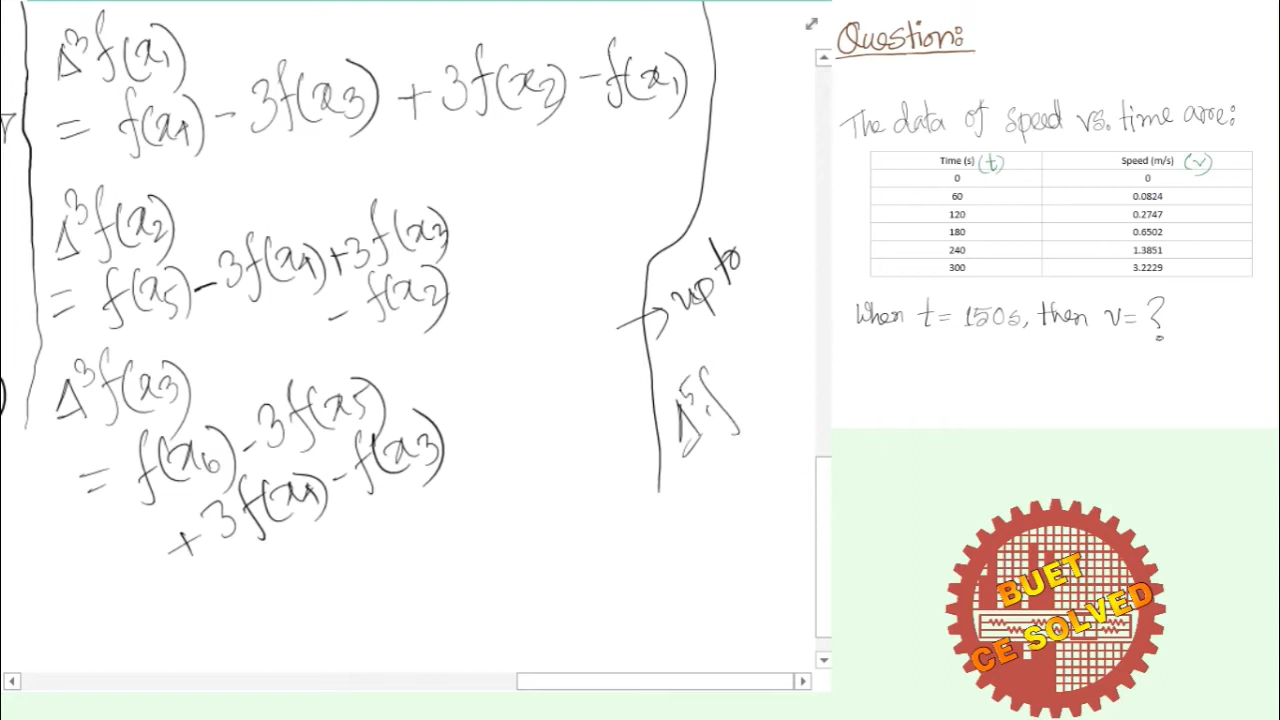 Δ³f(x₁)
= f(x₄) - 3f(x₃) + 3f(x₂) - f(x₁)
Δ³f(x₂)
= f(x₅) - 3f(x₄) + 3f(x₃)
- f(x₂)
Δ³f(x₃)
= f(x₆) - 3f(x₅)
+ 3f(x₄) - f(x₃)
→ up to
Δ⁵f
Question:
The data of speed vs. time are:
Time (s) (t) Speed (m/s) (v)
0 0
60 0.0824
120 0.2747
180 0.6502
240 1.3851
300 3.2229
When t = 150s, then v = ?
BUET
CE SOLVED